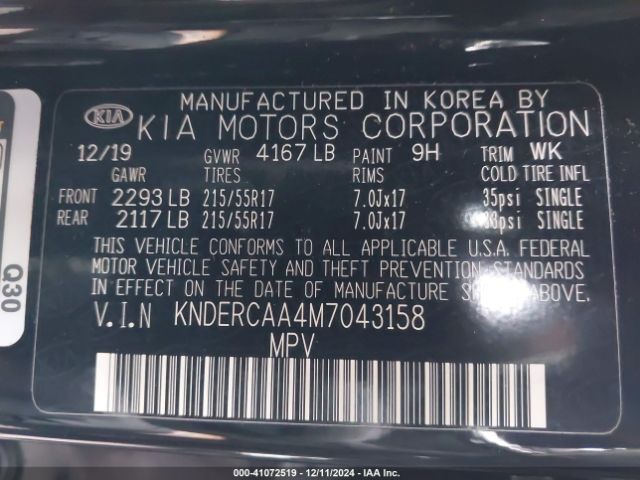 MANUFACTURED IN KOREA BY
KIA KIA MOTORS CORPORATION
12/19 GVWR 4167 LB PAINT 9H TRIM WK
GAWR TIRES RIMS COLD TIRE INFL
FRONT 2293 LB 215/55R17 7.0Jx17 35psi SINGLE
REAR 2117 LB 215/55R17 7.0Jx17 SINGLE
THIS VEHICLE CONFORMS TO ALL APPLICABLE U.S.A. FEDERAL
MOTOR VEHICLE SAFETY AND THEFT PREVENTION STANDARDS
IN EFFECT ON THE DATE OF MANUFACTURE ABOVE.
V.I.N KNDERCAA4M7043158
MPV
Q30
000-41072519 - 12/11/2024 - IAA Inc.